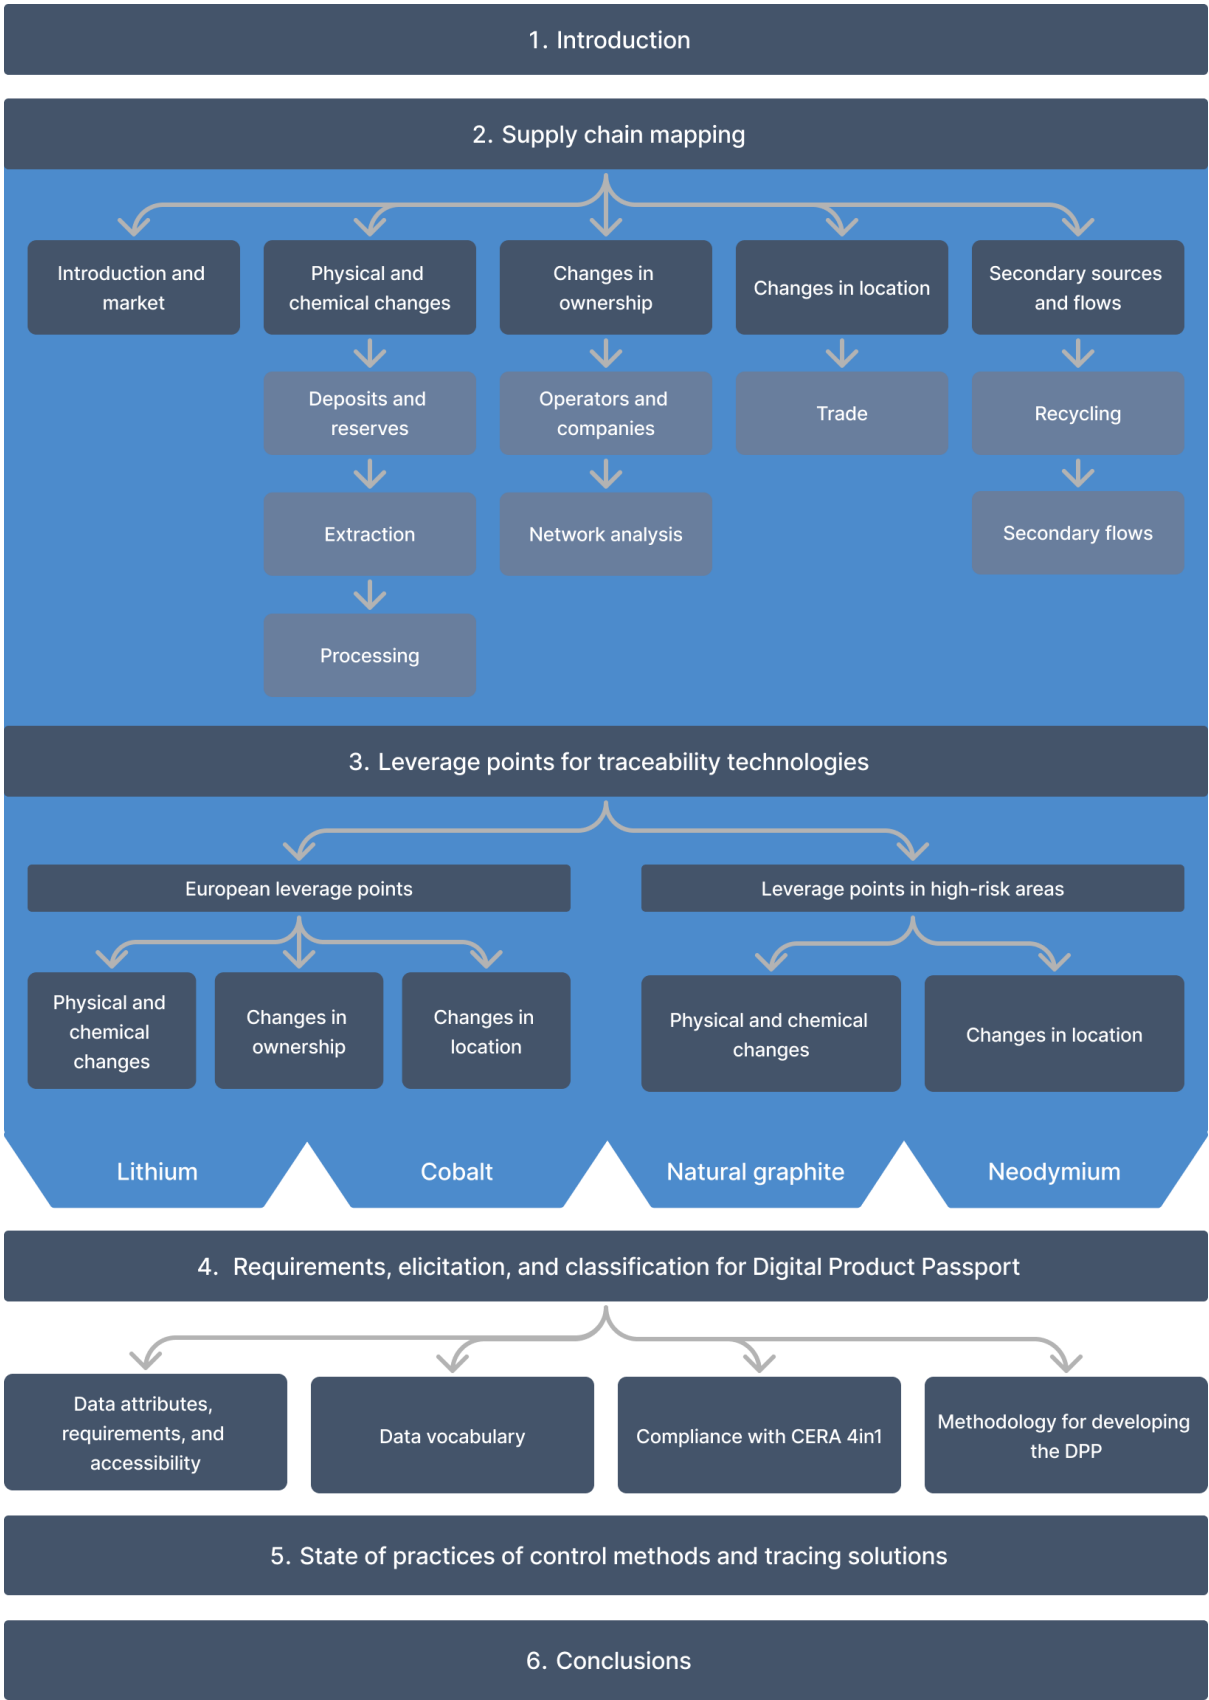 1. Introduction
2. Supply chain mapping
Introduction and
market
Physical and
chemical changes
Changes in
ownership
Changes in location
Secondary sources
and flows
Deposits and
reserves
Operators and
companies
Trade
Recycling
Extraction
Network analysis
Secondary flows
Processing
3. Leverage points for traceability technologies
European leverage points
Leverage points in high-risk areas
Physical and
chemical
changes
Changes in
ownership
Changes in
location
Physical and chemical
changes
Changes in location
Lithium
Cobalt
Natural graphite
Neodymium
4. Requirements, elicitation, and classification for Digital Product Passport
Data attributes,
requirements, and
accessibility
Data vocabulary
Compliance with CERA 4in1
Methodology for developing
the DPP
5. State of practices of control methods and tracing solutions
6. Conclusions